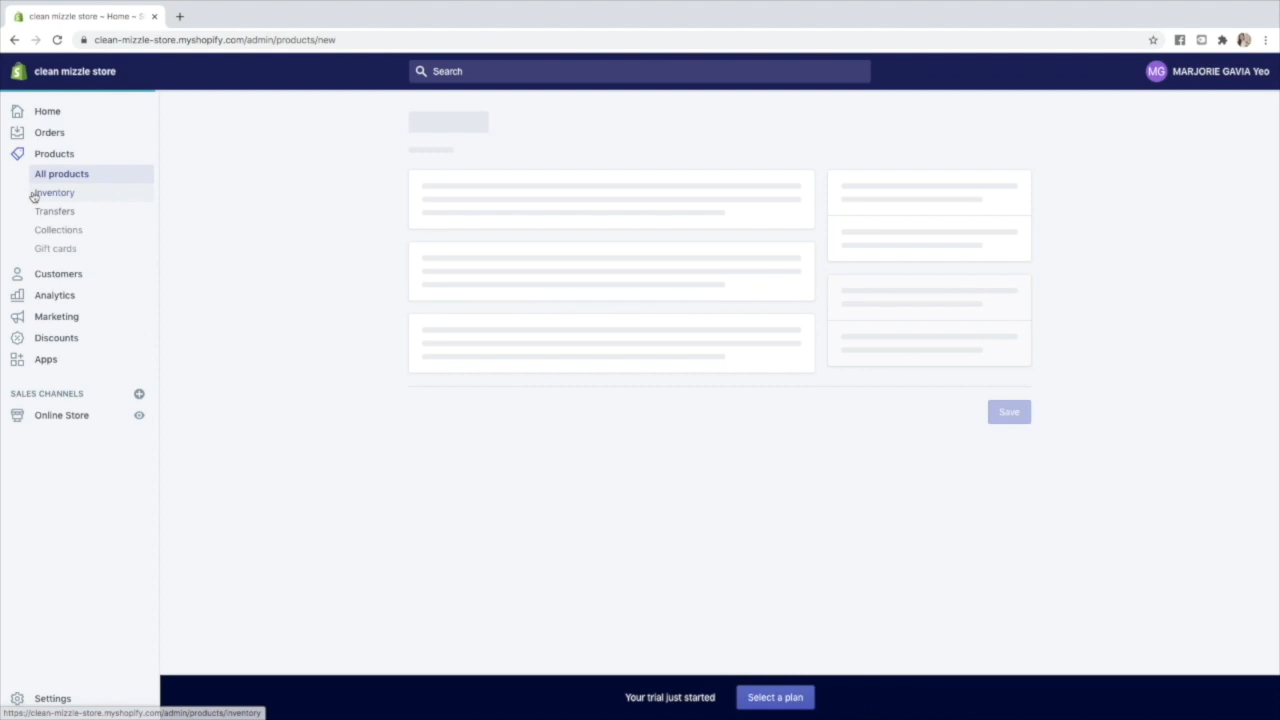 clean mizzle store ~ Home ~ S
clean-mizzle-store.myshopify.com/admin/products/new
clean mizzle store
Search
MG MARJORIE GAVIA Yeo
Home
Orders
Products
All products
Inventory
Transfers
Collections
Gift cards
Customers
Analytics
Marketing
Discounts
Apps
SALES CHANNELS
Online Store
Save
Settings
Your trial just started
Select a plan
https://clean-mizzle-store.myshopify.com/admin/products/inventory